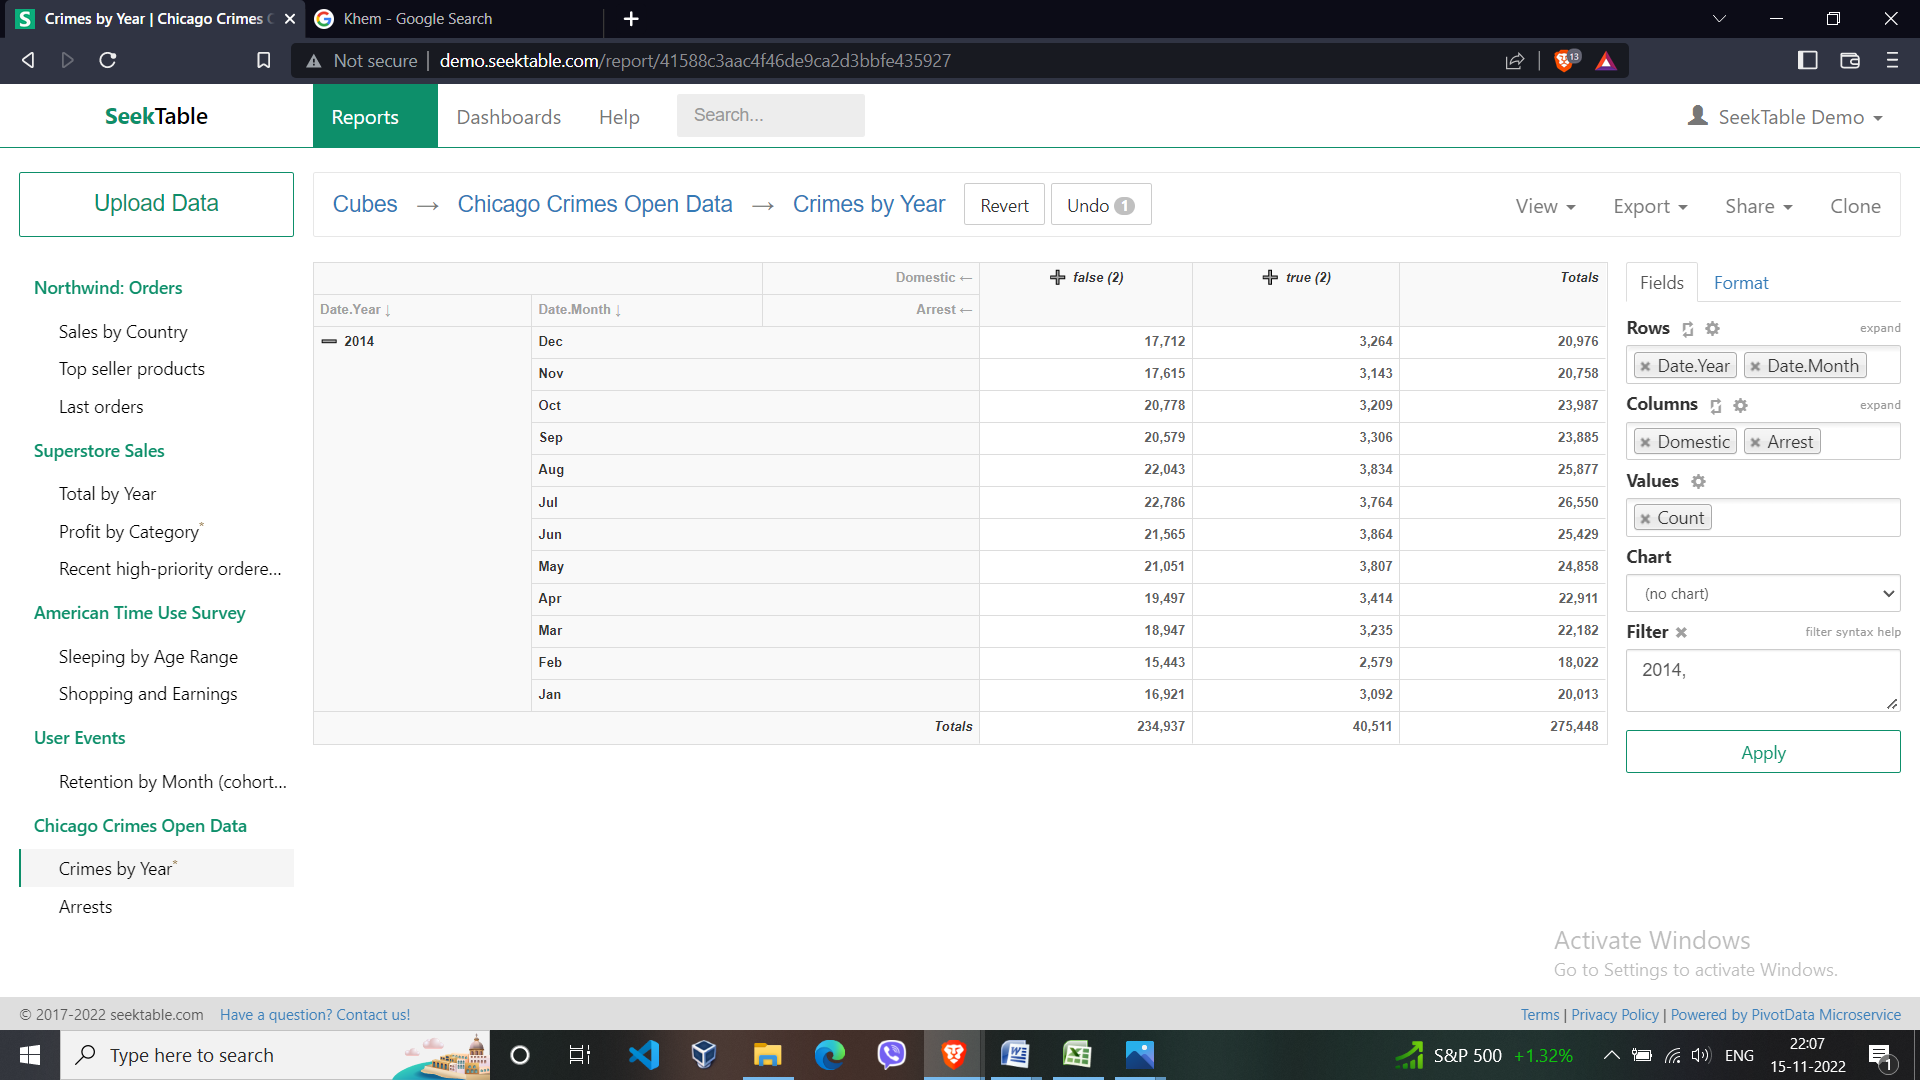 Crimes by Year | Chicago Crimes
Khem - Google Search
Not secure | demo.seektable.com/report/41588c3aac4f46de9ca2d3bbfe435927
13
SeekTable
Reports
Dashboards
Help
Search...
SeekTable Demo
Upload Data
Cubes → Chicago Crimes Open Data → Crimes by Year
Revert
Undo 1
View
Export
Share
Clone
Northwind: Orders
Sales by Country
Top seller products
Last orders
Superstore Sales
Total by Year
Profit by Category*
Recent high-priority ordere...
American Time Use Survey
Sleeping by Age Range
Shopping and Earnings
User Events
Retention by Month (cohort...
Chicago Crimes Open Data
Crimes by Year*
Arrests
Domestic ← false (2) true (2) Totals
Date.Year ↓ Date.Month ↓ Arrest ←
2014 Dec 17,712 3,264 20,976
Nov 17,615 3,143 20,758
Oct 20,778 3,209 23,987
Sep 20,579 3,306 23,885
Aug 22,043 3,834 25,877
Jul 22,786 3,764 26,550
Jun 21,565 3,864 25,429
May 21,051 3,807 24,858
Apr 19,497 3,414 22,911
Mar 18,947 3,235 22,182
Feb 15,443 2,579 18,022
Jan 16,921 3,092 20,013
Totals 234,937 40,511 275,448
Fields Format
Rows expand
Date.Year Date.Month
Columns expand
Domestic Arrest
Values
Count
Chart
(no chart)
Filter filter syntax help
2014,
Apply
Activate Windows
Go to Settings to activate Windows.
© 2017-2022 seektable.com Have a question? Contact us!
Terms | Privacy Policy | Powered by PivotData Microservice
Type here to search
S&P 500 +1.32%
ENG
22:07
15-11-2022
1